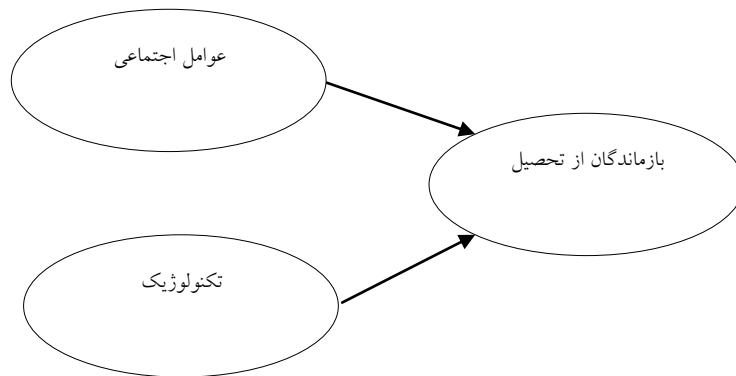 عوامل اجتماعی
بازماندگان از تحصیل
تکنولوژیک